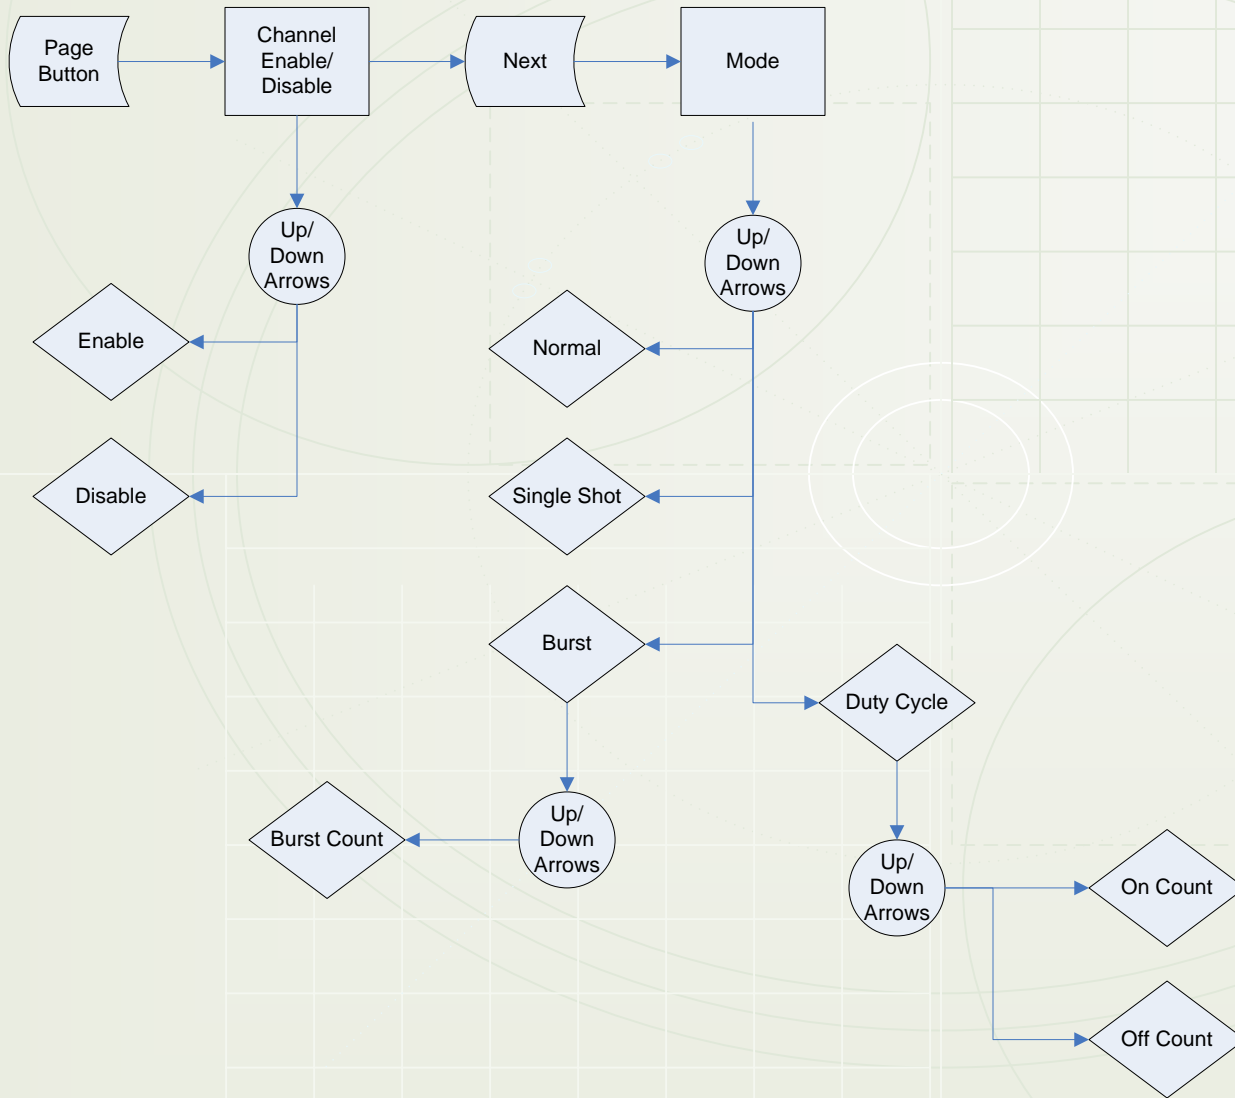 Page
Button
Channel
Enable/
Disable
Next
Mode
Up/
Down
Arrows
Up/
Down
Arrows
Enable
Normal
Disable
Single Shot
Burst
Duty Cycle
Burst Count
Up/
Down
Arrows
Up/
Down
Arrows
On Count
Off Count